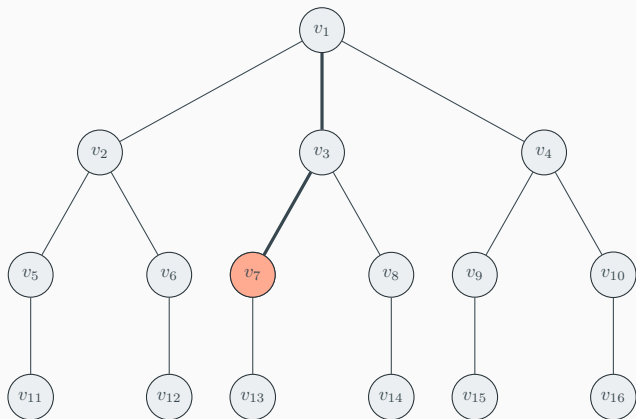 v₁
v₂ v₃ v₄
v₅ v₆ v₇ v₈ v₉ v₁₀
v₁₁ v₁₂ v₁₃ v₁₄ v₁₅ v₁₆